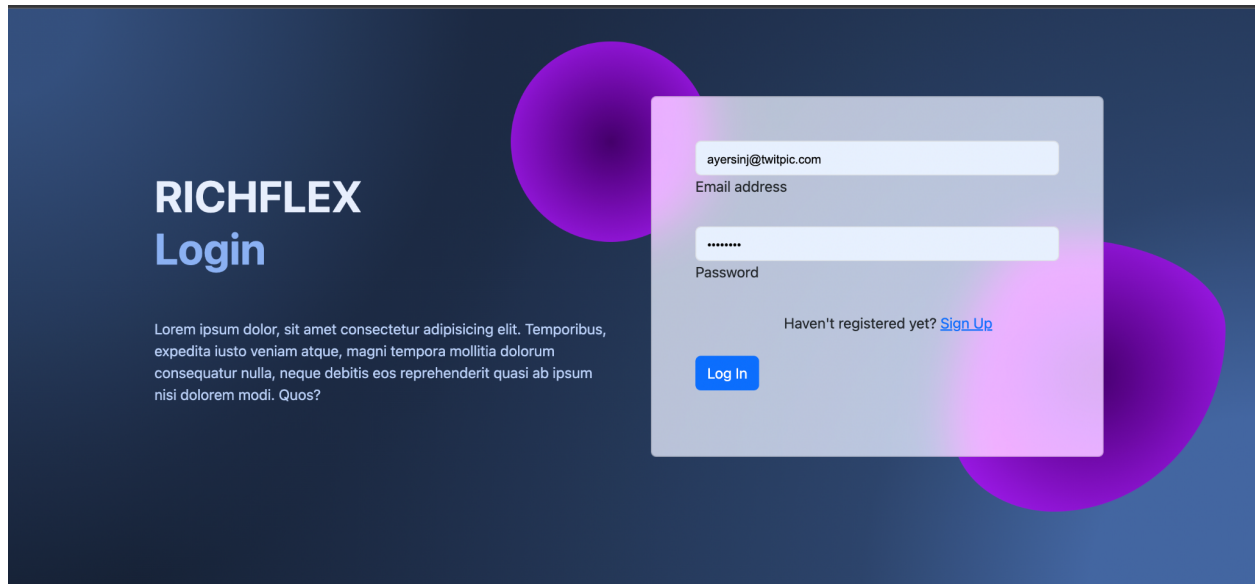 RICHFLEX
Login
Lorem ipsum dolor, sit amet consectetur adipisicing elit. Temporibus,
expedita iusto veniam atque, magni tempora mollitia dolorum
consequatur nulla, neque debitis eos reprehenderit quasi ab ipsum
nisi dolorem modi. Quos?
ayersinj@twitpic.com
Email address
••••••••
Password
Haven't registered yet? Sign Up
Log In